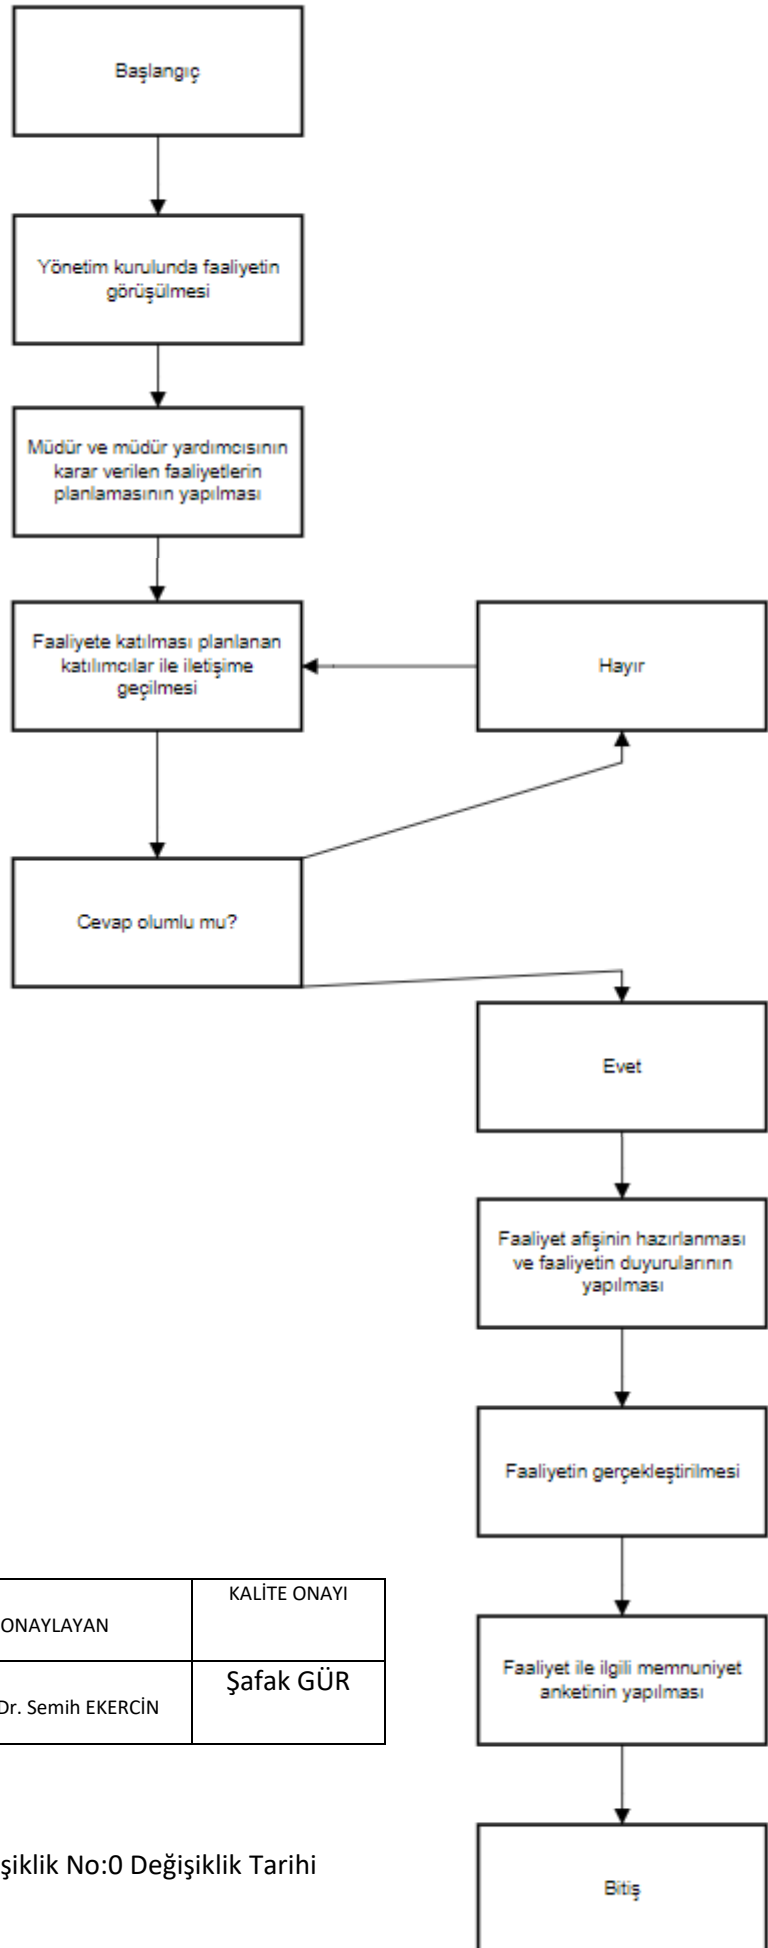 Başlangıç
Yönetim kurulunda faaliyetin
görüşülmesi
Müdür ve müdür yardımcısının
karar verilen faaliyetlerin
planlamasının yapılması
Faaliyete katılması planlanan
katılımcılar ile iletişime
geçilmesi
Hayır
Cevap olumlu mu?
Evet
Faaliyet afişinin hazırlanması
ve faaliyetin duyurularının
yapılması
Faaliyetin gerçekleştirilmesi
Faaliyet ile ilgili memnuniyet
anketinin yapılması
Bitiş
ONAYLAYAN
KALİTE ONAYI
Dr. Semih EKERCİN
Şafak GÜR
şiklik No:0 Değişiklik Tarihi